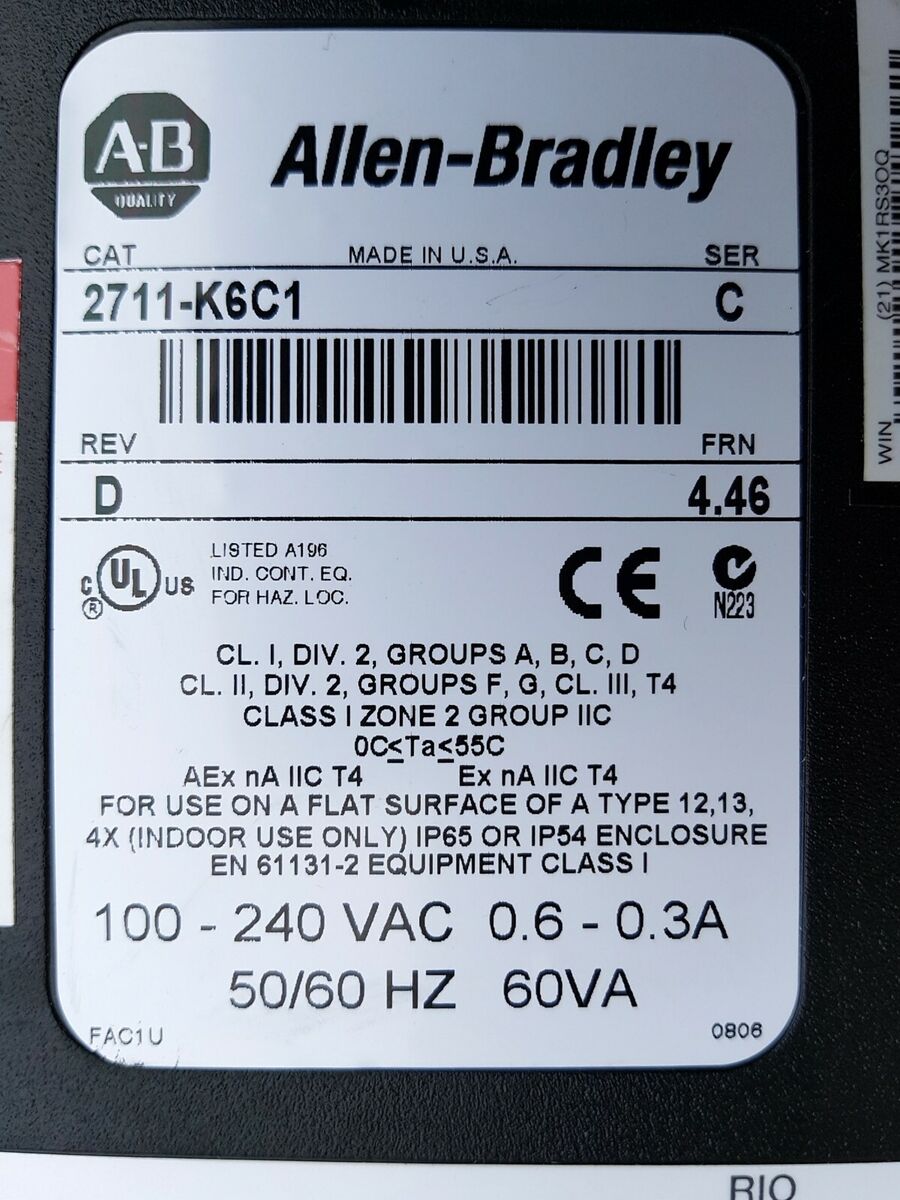 A-B
QUALITY
Allen-Bradley
CAT MADE IN U.S.A. SER
2711-K6C1 C
REV FRN
D 4.46
C UL US
®
LISTED A196
IND. CONT. EQ.
FOR HAZ. LOC.
CE
N223
CL. I, DIV. 2, GROUPS A, B, C, D
CL. II, DIV. 2, GROUPS F, G, CL. III, T4
CLASS I ZONE 2 GROUP IIC
0C≤Ta≤55C
AEx nA IIC T4 Ex nA IIC T4
FOR USE ON A FLAT SURFACE OF A TYPE 12,13,
4X (INDOOR USE ONLY) IP65 OR IP54 ENCLOSURE
EN 61131-2 EQUIPMENT CLASS I
100 - 240 VAC 0.6 - 0.3A
50/60 HZ 60VA
FAC1U 0806
WIN (21) MK1RS3OQ
RIO